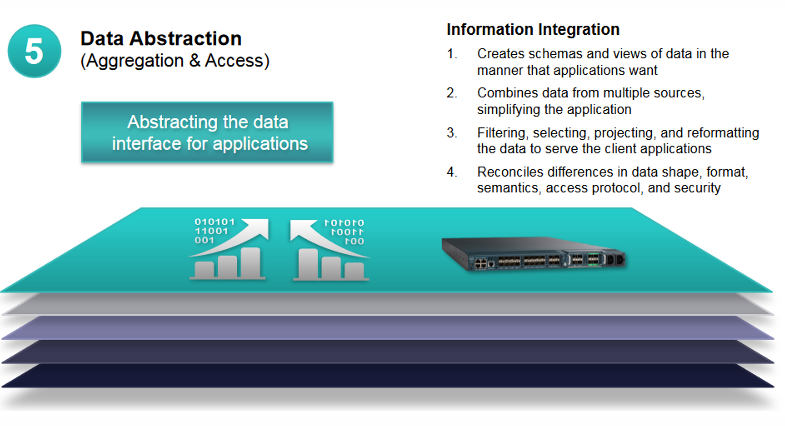 5
Data Abstraction
(Aggregation & Access)
Abstracting the data
interface for applications
Information Integration
1. Creates schemas and views of data in the
manner that applications want
2. Combines data from multiple sources,
simplifying the application
3. Filtering, selecting, projecting, and reformatting
the data to serve the client applications
4. Reconciles differences in data shape, format,
semantics, access protocol, and security
010101
11001
001
010101
11001
001